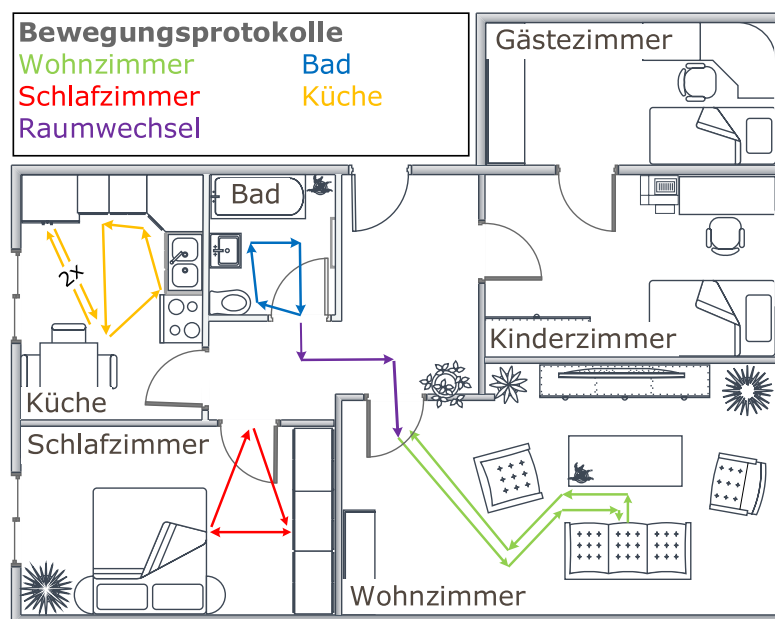 Bewegungsprotokolle
Wohnzimmer Bad
Schlafzimmer Küche
Raumwechsel
Gästezimmer
Bad
2x
Kinderzimmer
Küche
Schlafzimmer
Wohnzimmer